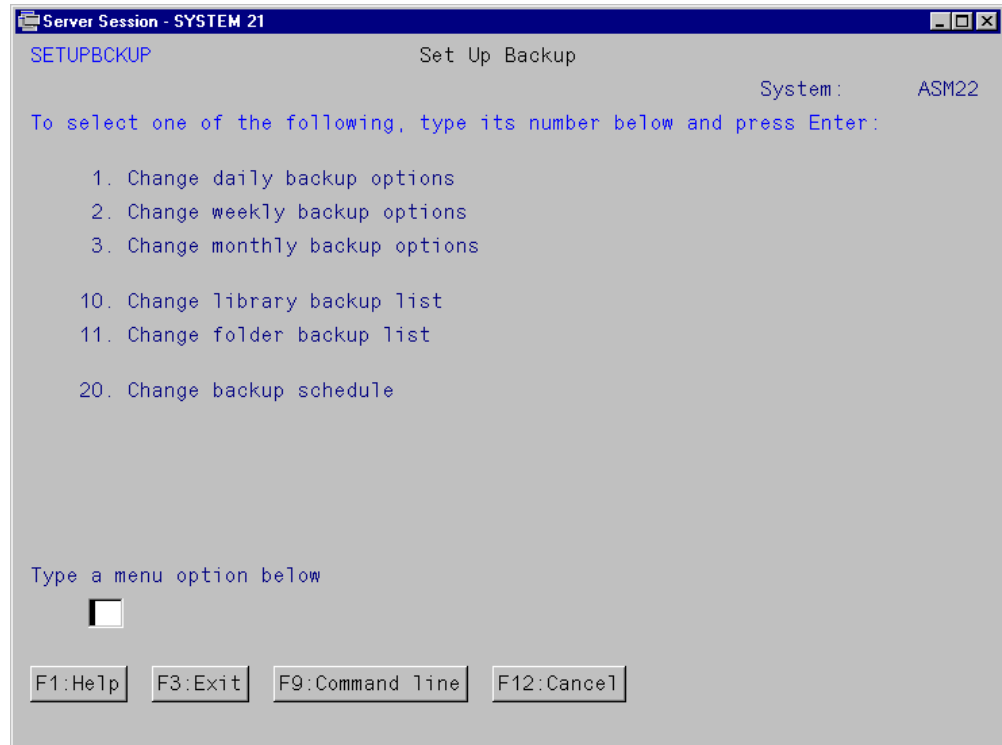 Server Session - SYSTEM 21
SETUPBCKUP Set Up Backup
System: ASM22
To select one of the following, type its number below and press Enter:
1. Change daily backup options
2. Change weekly backup options
3. Change monthly backup options
10. Change library backup list
11. Change folder backup list
20. Change backup schedule
Type a menu option below
F1:Help F3:Exit F9:Command line F12:Cancel